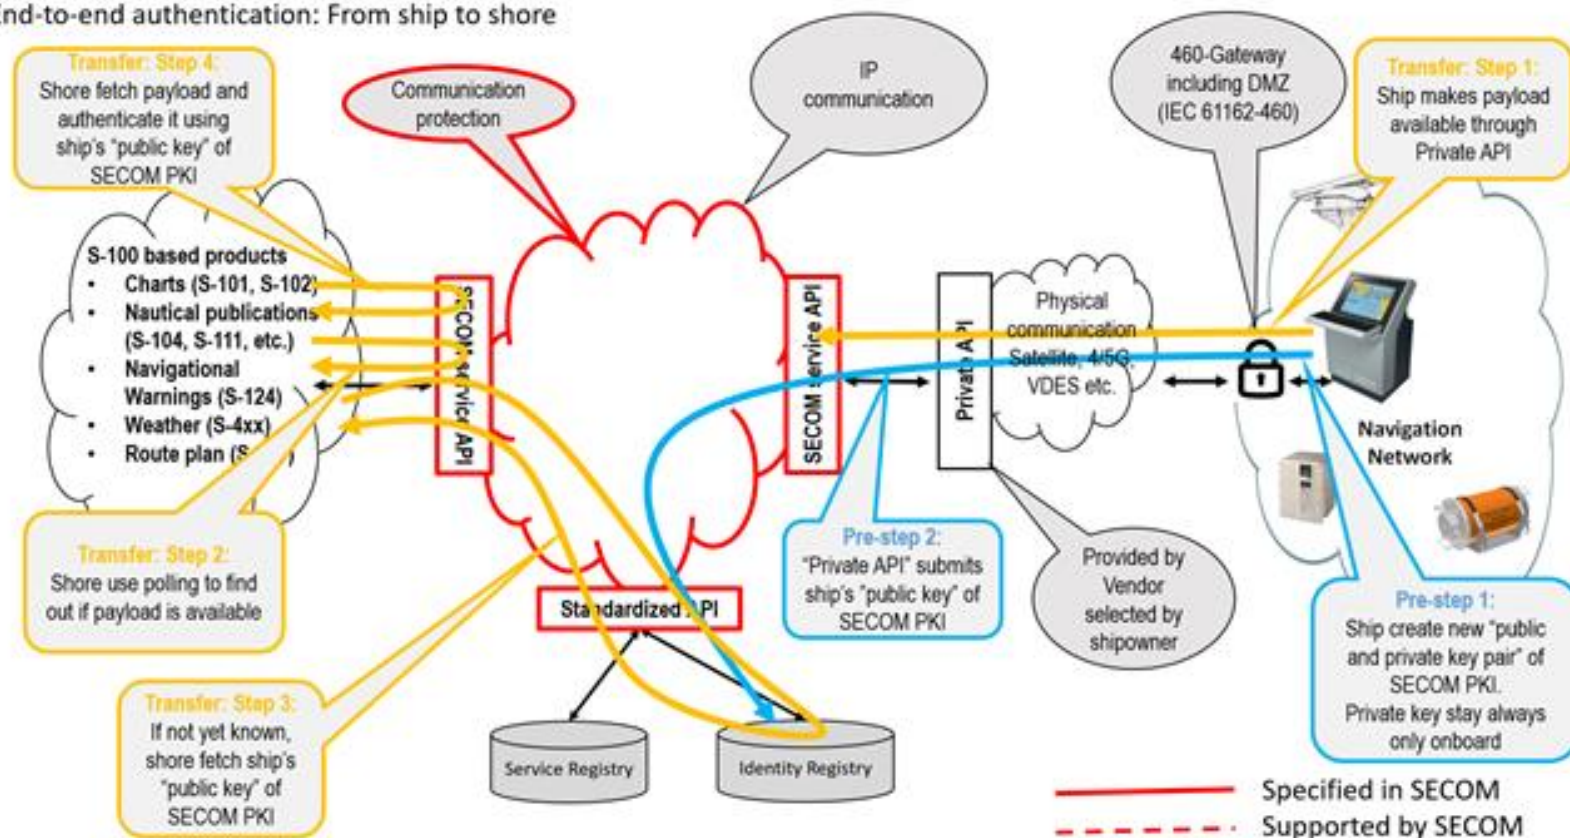 End-to-end authentication: From ship to shore
Transfer: Step 4:
Shore fetch payload and
authenticate it using
ship's "public key" of
SECOM PKI
Communication
protection
IP
communication
460-Gateway
including DMZ
(IEC 61162-460)
Transfer: Step 1:
Ship makes payload
available through
Private API
S-100 based products
• Charts (S-101, S-102)
• Nautical publications
(S-104, S-111, etc.)
• Navigational
Warnings (S-124)
• Weather (S-4xx)
• Route plan (S-
SECOM service API
SECOM service API
Private API
Physical
communication
Satellite, 4/5G,
VDES etc.
Navigation
Network
Transfer: Step 2:
Shore use polling to find
out if payload is available
Standardized API
Pre-step 2:
"Private API" submits
ship's "public key" of
SECOM PKI
Provided by
Vendor
selected by
shipowner
Pre-step 1:
Ship create new "public
and private key pair" of
SECOM PKI.
Private key stay always
only onboard
Transfer: Step 3:
If not yet known,
shore fetch ship's
"public key" of
SECOM PKI
Service Registry
Identity Registry
Specified in SECOM
Supported by SECOM